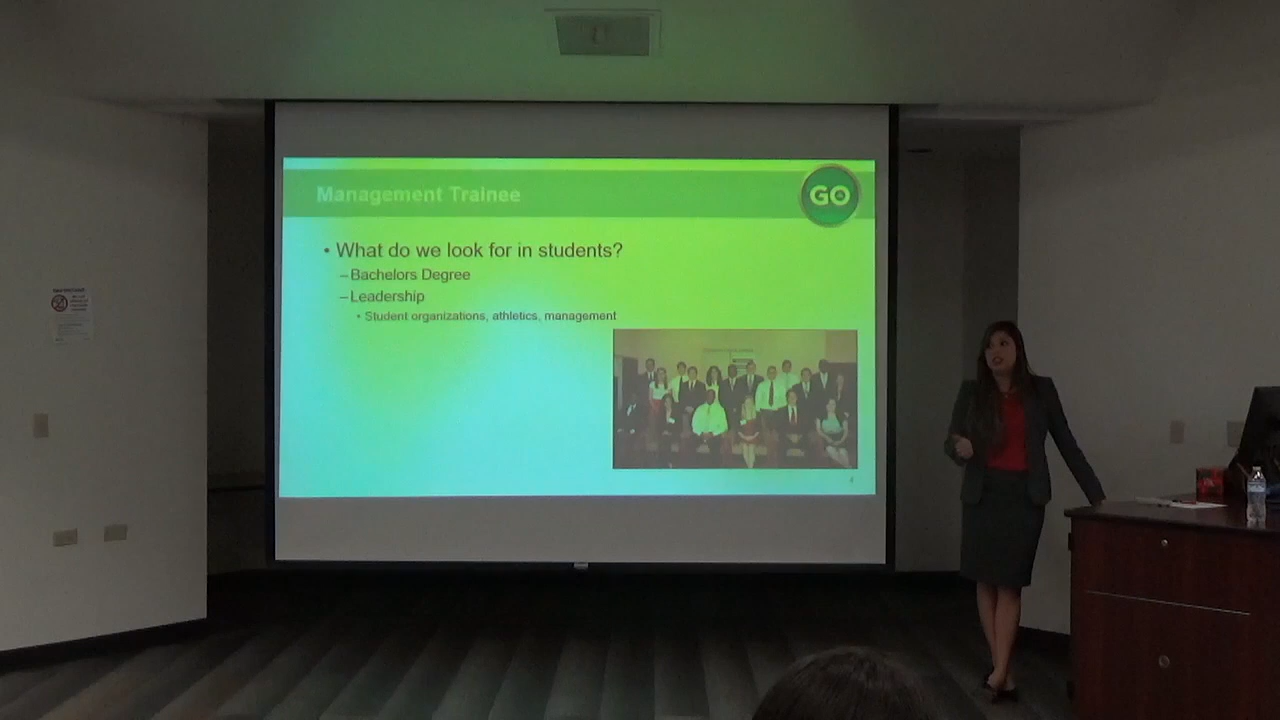 Management Trainee
GO
• What do we look for in students?
–Bachelors Degree
–Leadership
• Student organizations, athletics, management